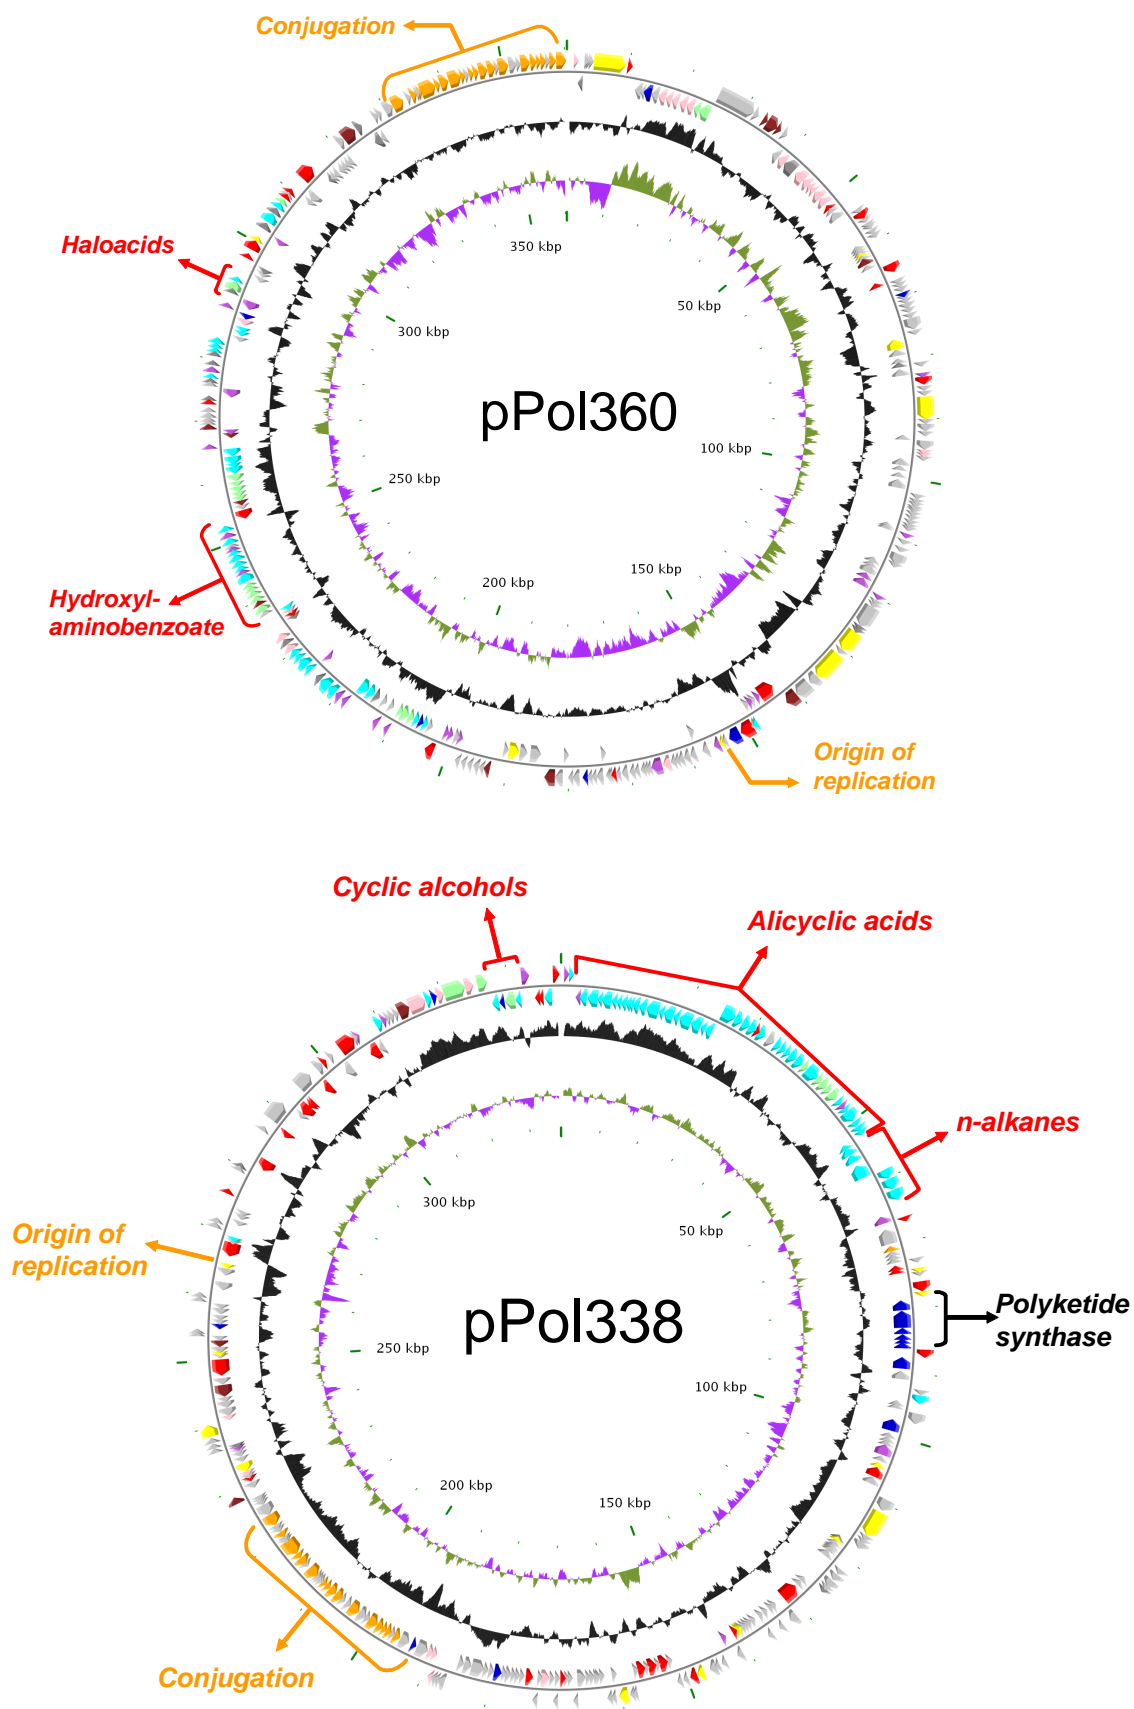 Conjugation
350 kbp
Haloacids
50 kbp
300 kbp
pPol360
100 kbp
250 kbp
Hydroxyl-
aminobenzoate
200 kbp
150 kbp
Origin of
replication
Cyclic alcohols
Alicyclic acids
n-alkanes
300 kbp
50 kbp
Origin of
replication
pPol338
Polyketide
synthase
250 kbp
100 kbp
200 kbp
150 kbp
Conjugation